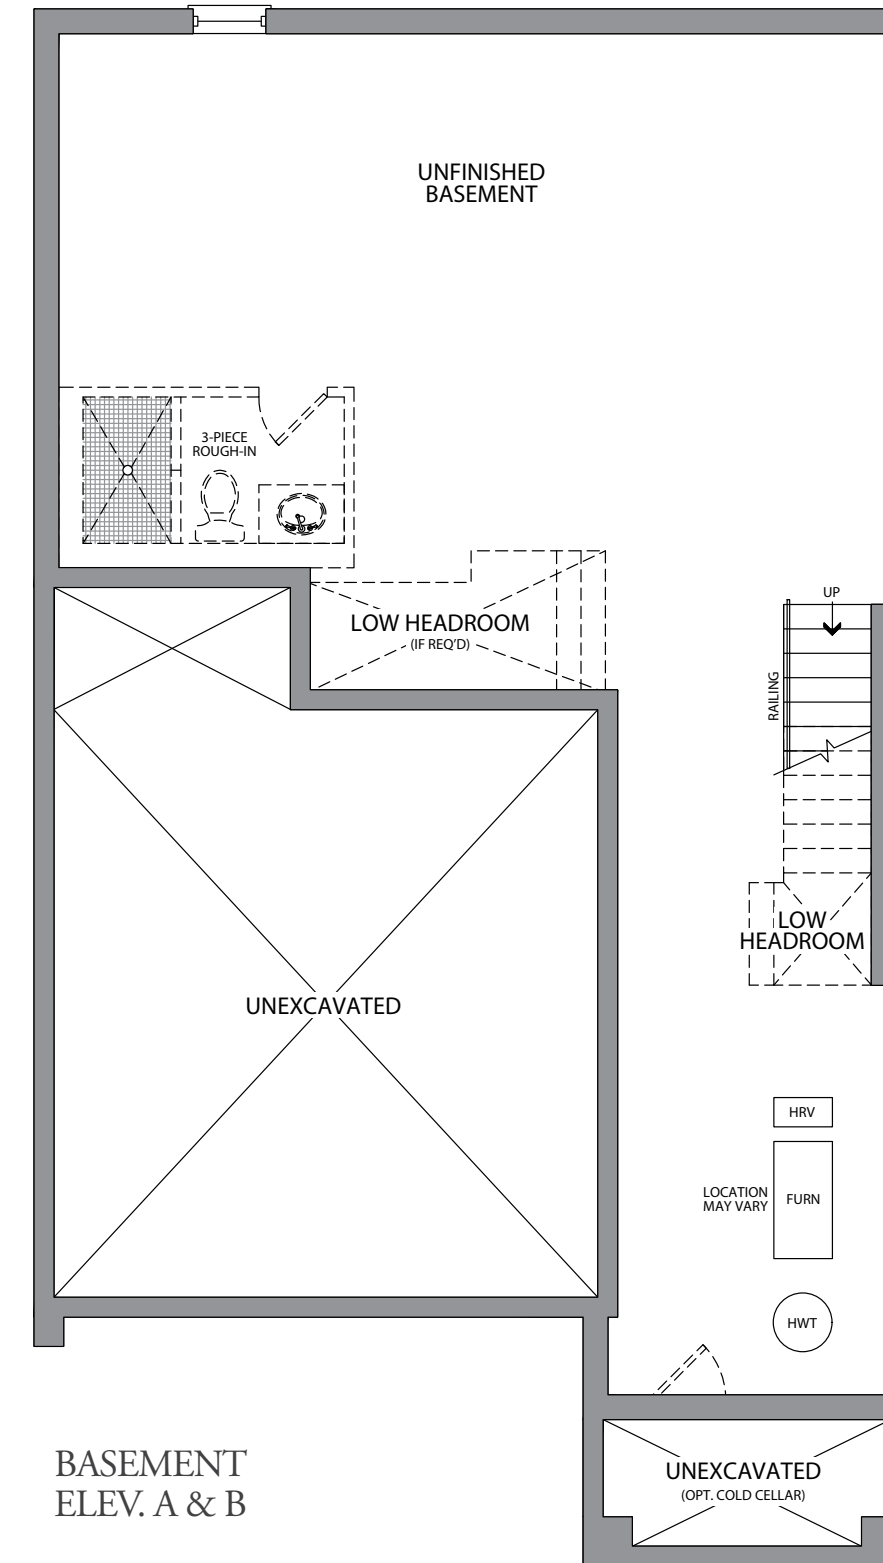 UNFINISHED
BASEMENT
3-PIECE
ROUGH-IN
LOW HEADROOM
(IF REQ'D)
UP
RAILING
LOW
HEADROOM
UNEXCAVATED
HRV
LOCATION
MAY VARY
FURN
HWT
UNEXCAVATED
(OPT. COLD CELLAR)
BASEMENT
ELEV. A & B